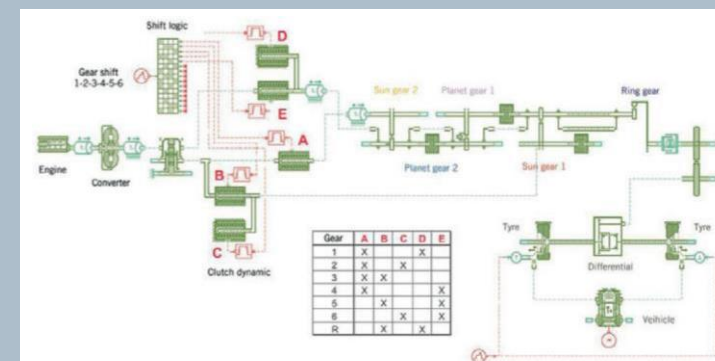 Shift logic
D
Gear shift
1-2-3-4-5-6
E
A
Sun gear 2
Planet gear 1
Ring gear
Engine
Converter
B
Planet gear 2
Sun gear 1
C
Clutch dynamic
Gear A B C D E
1 X X
2 X X
3 X X
4 X X
5 X X
6 X X
R X X
Tyre
Tyre
Differential
Veihicle